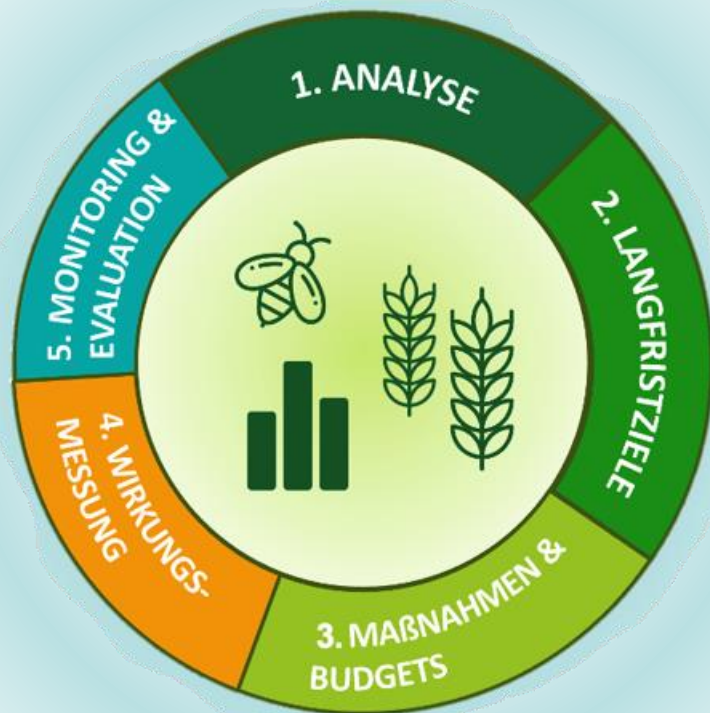 1. ANALYSE
2. LANGFRISTZIELE
3. MAßNAHMEN &
BUDGETS
4. WIRKUNGS-
MESSUNG
5. MONITORING &
EVALUATION